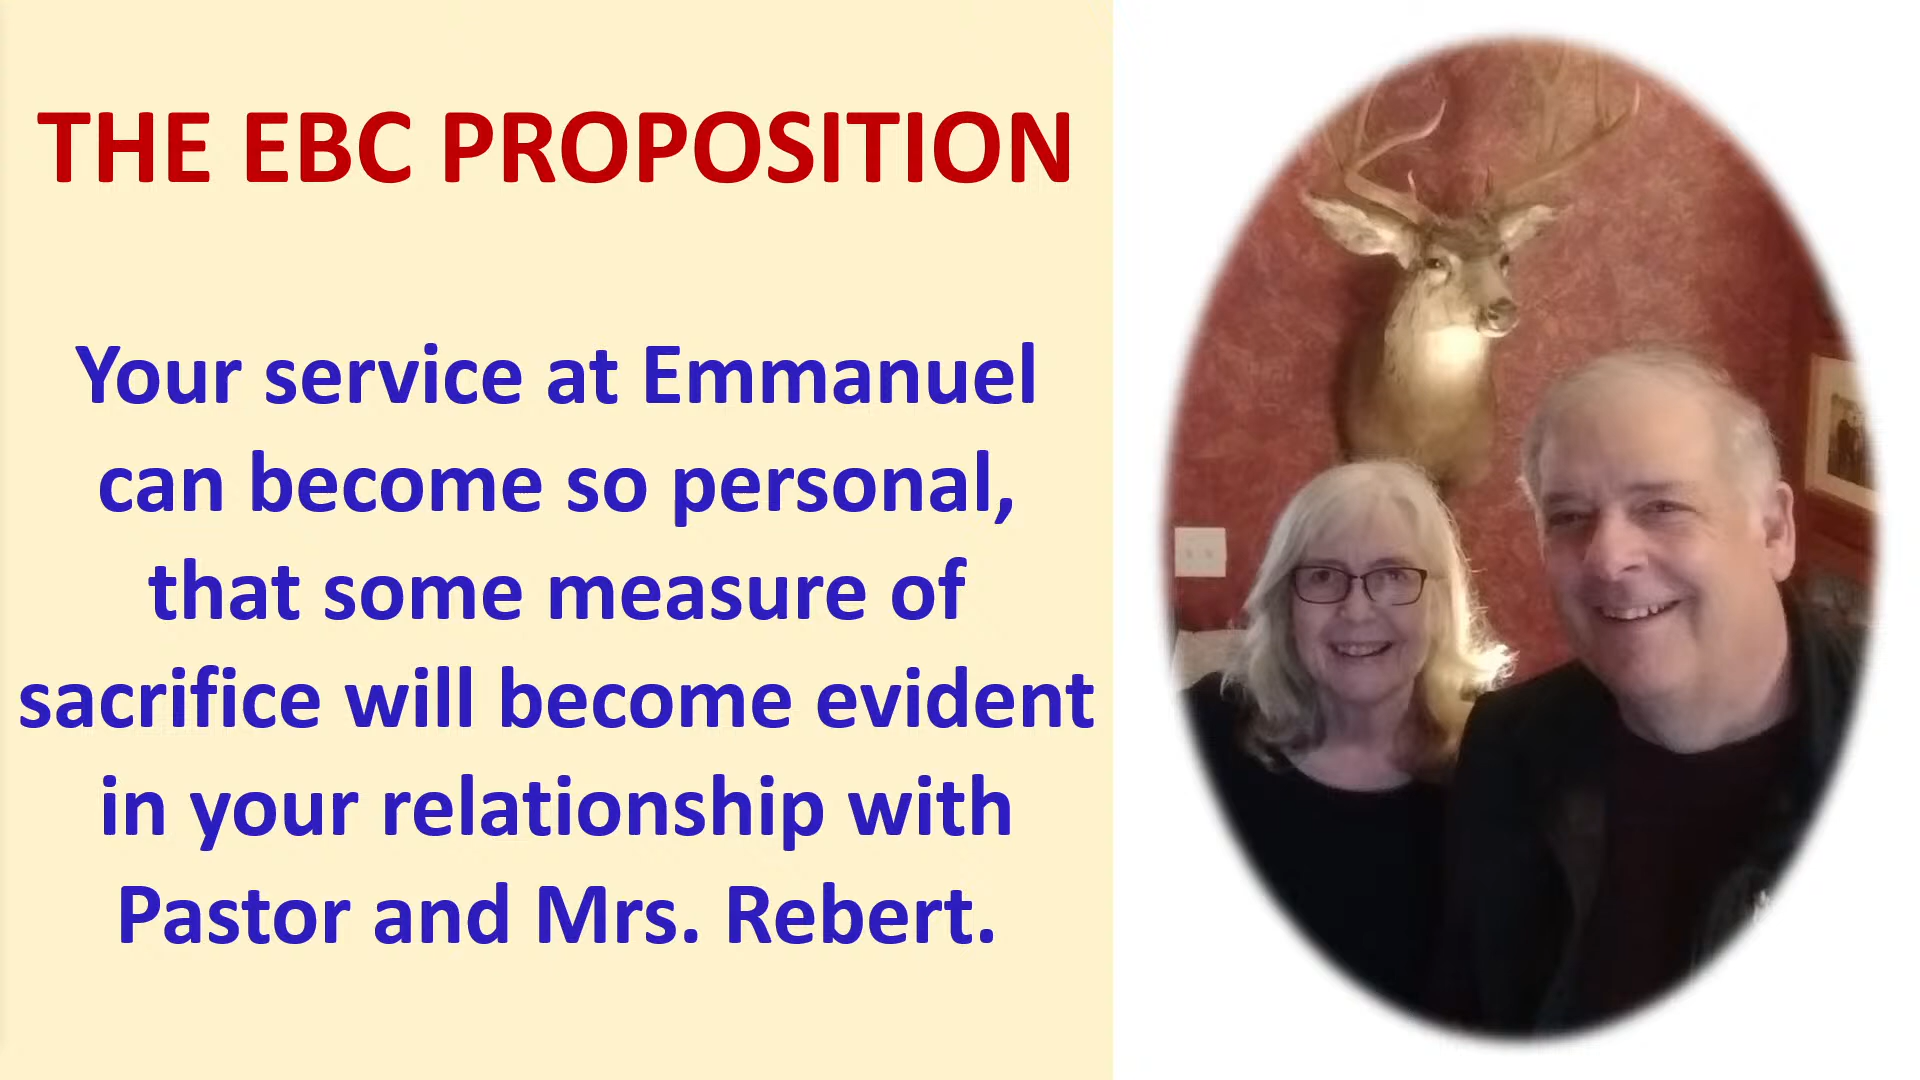 THE EBC PROPOSITION
Your service at Emmanuel
can become so personal,
that some measure of
sacrifice will become evident
in your relationship with
Pastor and Mrs. Rebert.